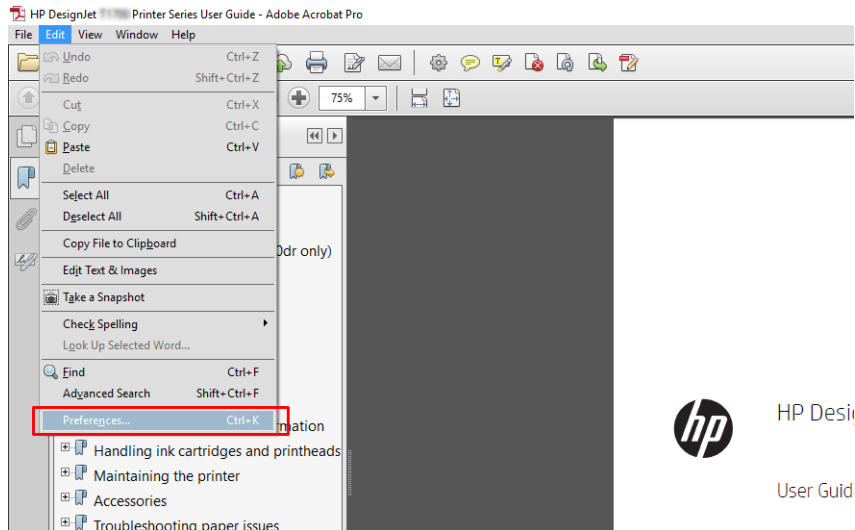 HP DesignJet Printer Series User Guide - Adobe Acrobat Pro
File Edit View Window Help
Undo Ctrl+Z
Redo Shift+Ctrl+Z
75%
Cut Ctrl+X
Copy Ctrl+C
Paste Ctrl+V
Delete
Select All Ctrl+A
Deselect All Shift+Ctrl+A
Copy File to Clipboard
0dr only)
Edit Text & Images
Take a Snapshot
Check Spelling
Look Up Selected Word...
Find Ctrl+F
Advanced Search Shift+Ctrl+F
Preferences... Ctrl+K
rmation
Handling ink cartridges and printheads
Maintaining the printer
Accessories
Troubleshooting paper issues
hp
HP Desi
User Guid